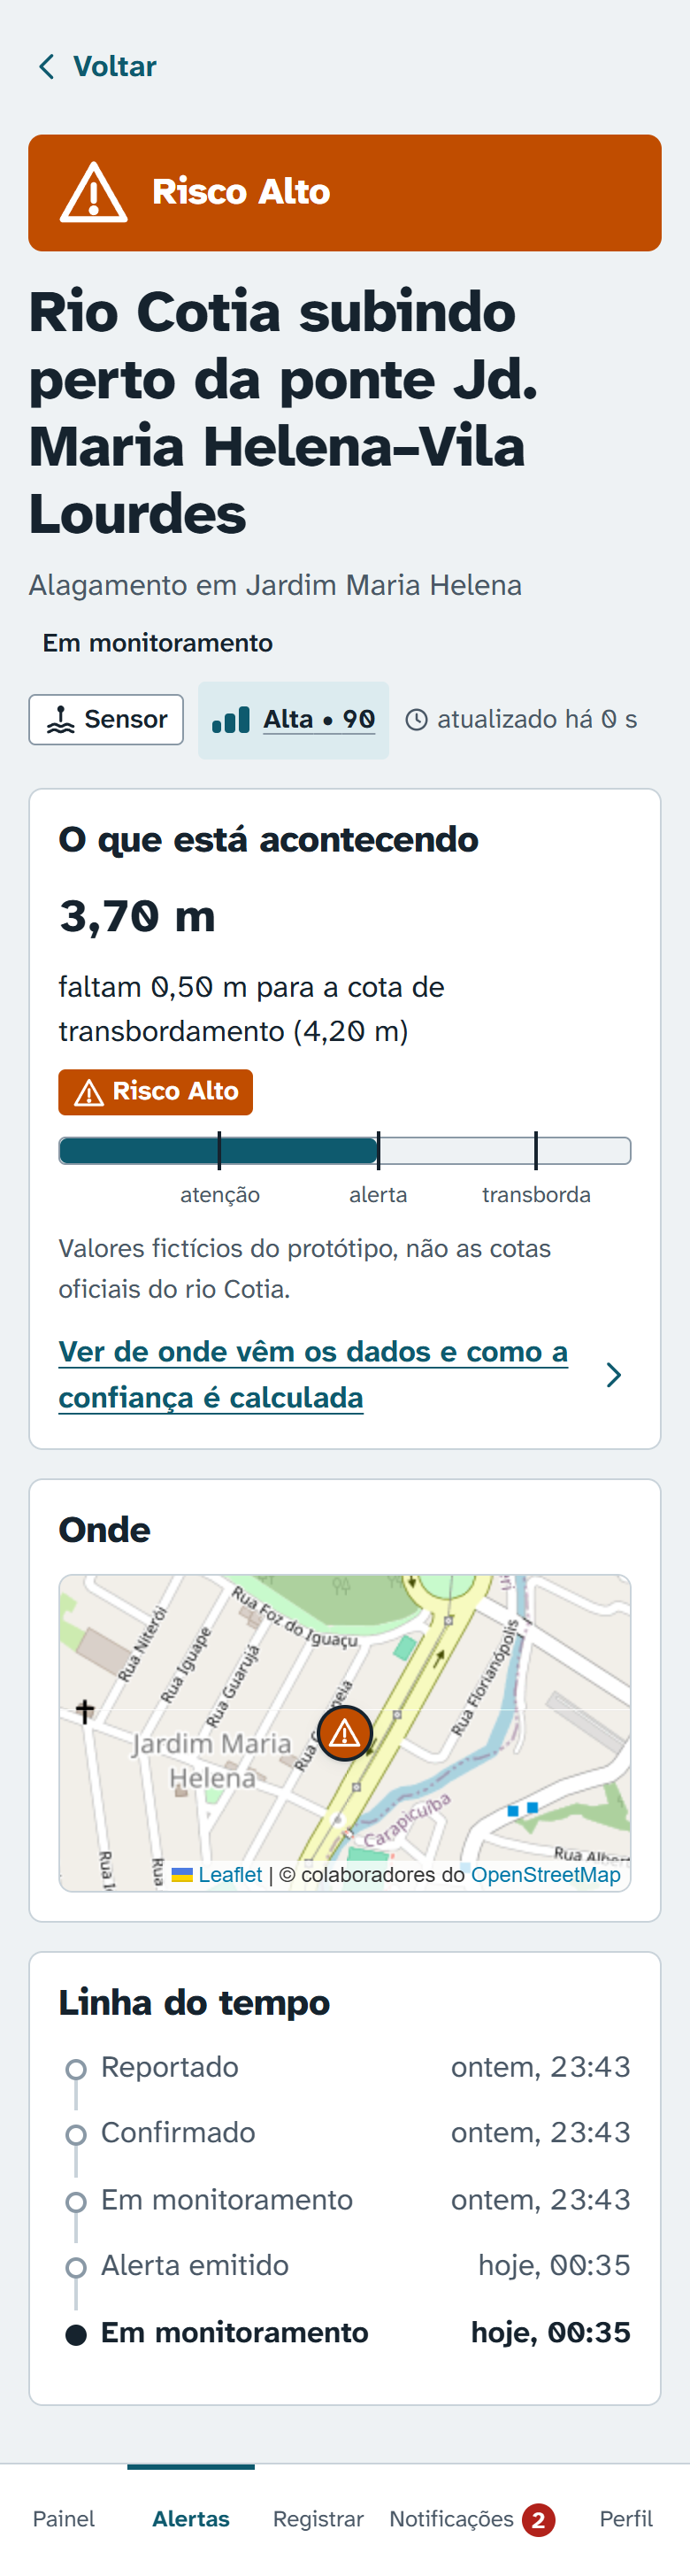 Voltar
Risco Alto
Rio Cotia subindo
perto da ponte Jd.
Maria Helena–Vila
Lourdes
Alagamento em Jardim Maria Helena
Em monitoramento
Sensor
Alta • 90
atualizado há 0 s
O que está acontecendo
3,70 m
faltam 0,50 m para a cota de
transbordamento (4,20 m)
Risco Alto
atenção
alerta
transborda
Valores fictícios do protótipo, não as cotas
oficiais do rio Cotia.
Ver de onde vêm os dados e como a
confiança é calculada
Onde
Rua Foz do Iguaçu
Rua Niterói
Rua Iguape
Rua Guarujá
Rua Florianópolis
Jardim Maria
Helena
Carapicuíba
Leaflet | © colaboradores do OpenStreetMap
Linha do tempo
Reportado ontem, 23:43
Confirmado ontem, 23:43
Em monitoramento ontem, 23:43
Alerta emitido hoje, 00:35
Em monitoramento hoje, 00:35
Painel
Alertas
Registrar
Notificações 2
Perfil